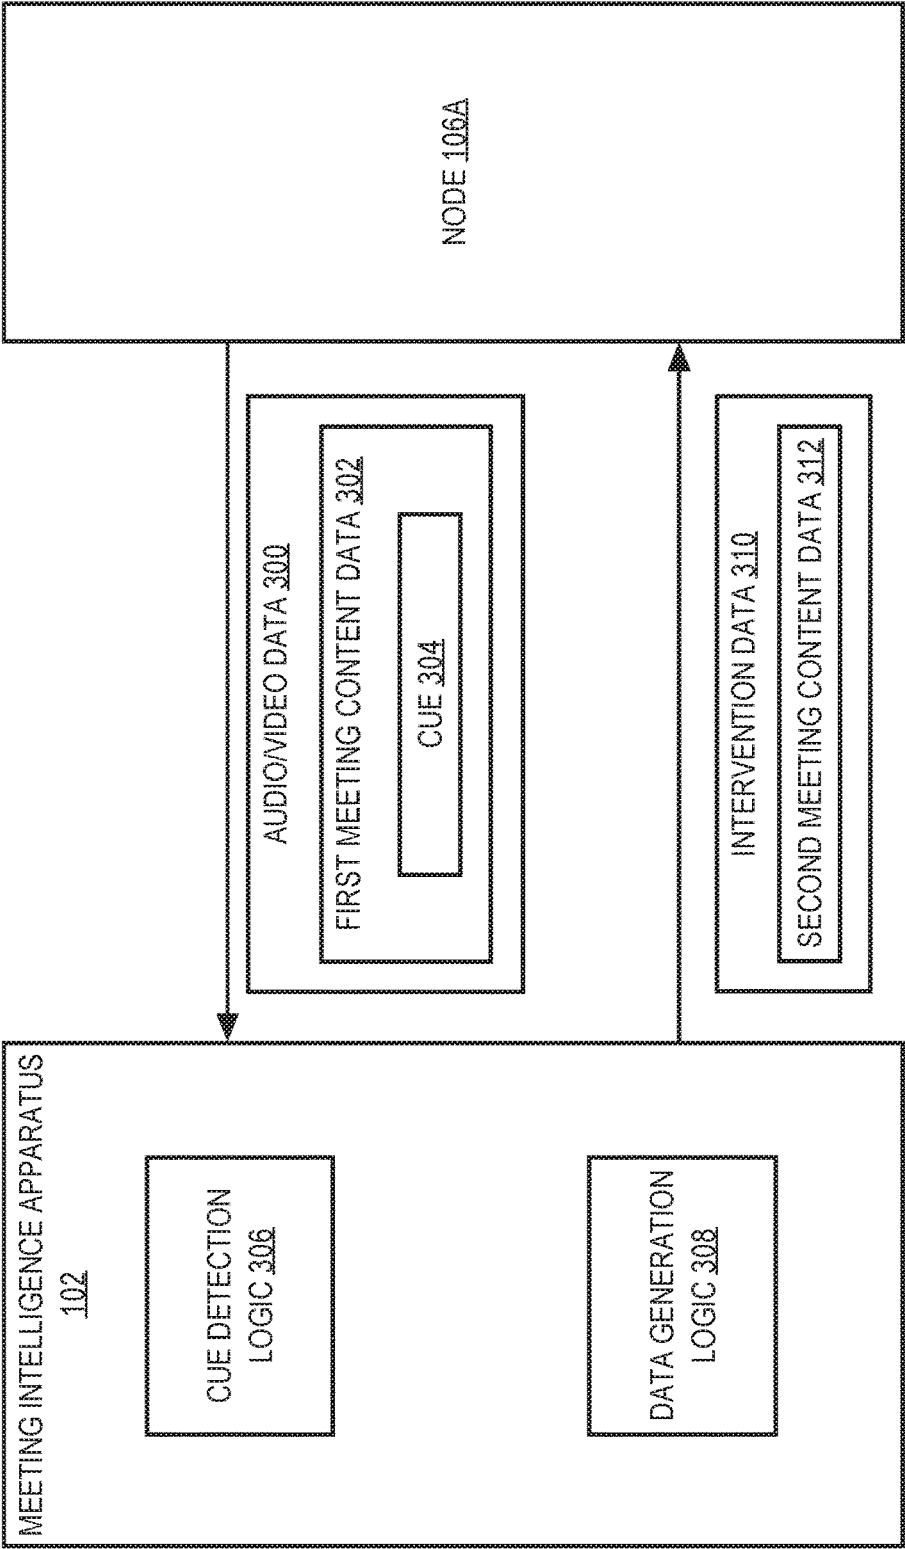 MEETING INTELLIGENCE APPARATUS
102
CUE DETECTION
LOGIC 306
DATA GENERATION
LOGIC 308
AUDIO/VIDEO DATA 300
FIRST MEETING CONTENT DATA 302
CUE 304
INTERVENTION DATA 310
SECOND MEETING CONTENT DATA 312
NODE 106A